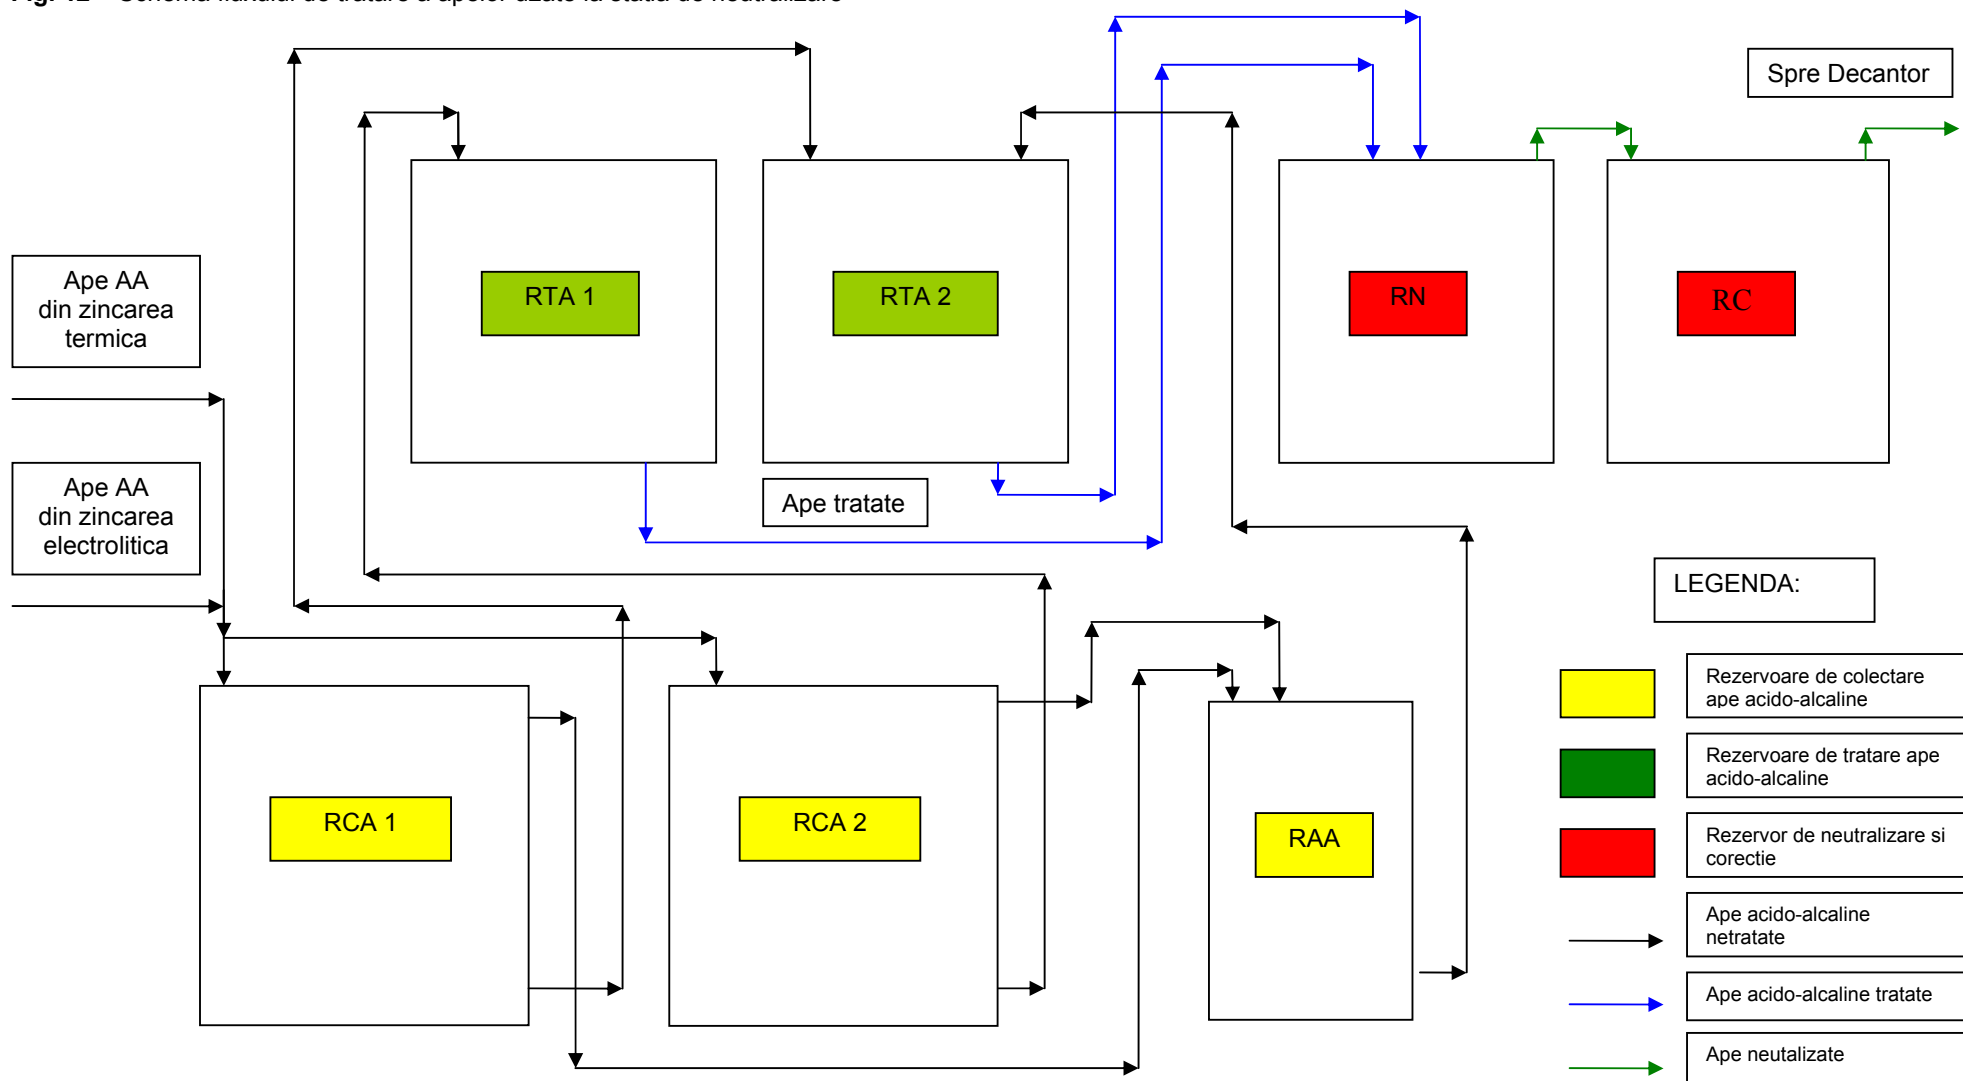 Spre Decantor
Ape AA
din zincarea
termica
RTA 1
RTA 2
RN
RC
Ape AA
din zincarea
electrolitica
Ape tratate
LEGENDA:
Rezervoare de colectare
ape acido-alcaline
Rezervoare de tratare ape
acido-alcaline
RCA 1
RCA 2
RAA
Rezervor de neutralizare si
corectie
Ape acido-alcaline
netratate
Ape acido-alcaline tratate
Ape neutalizate